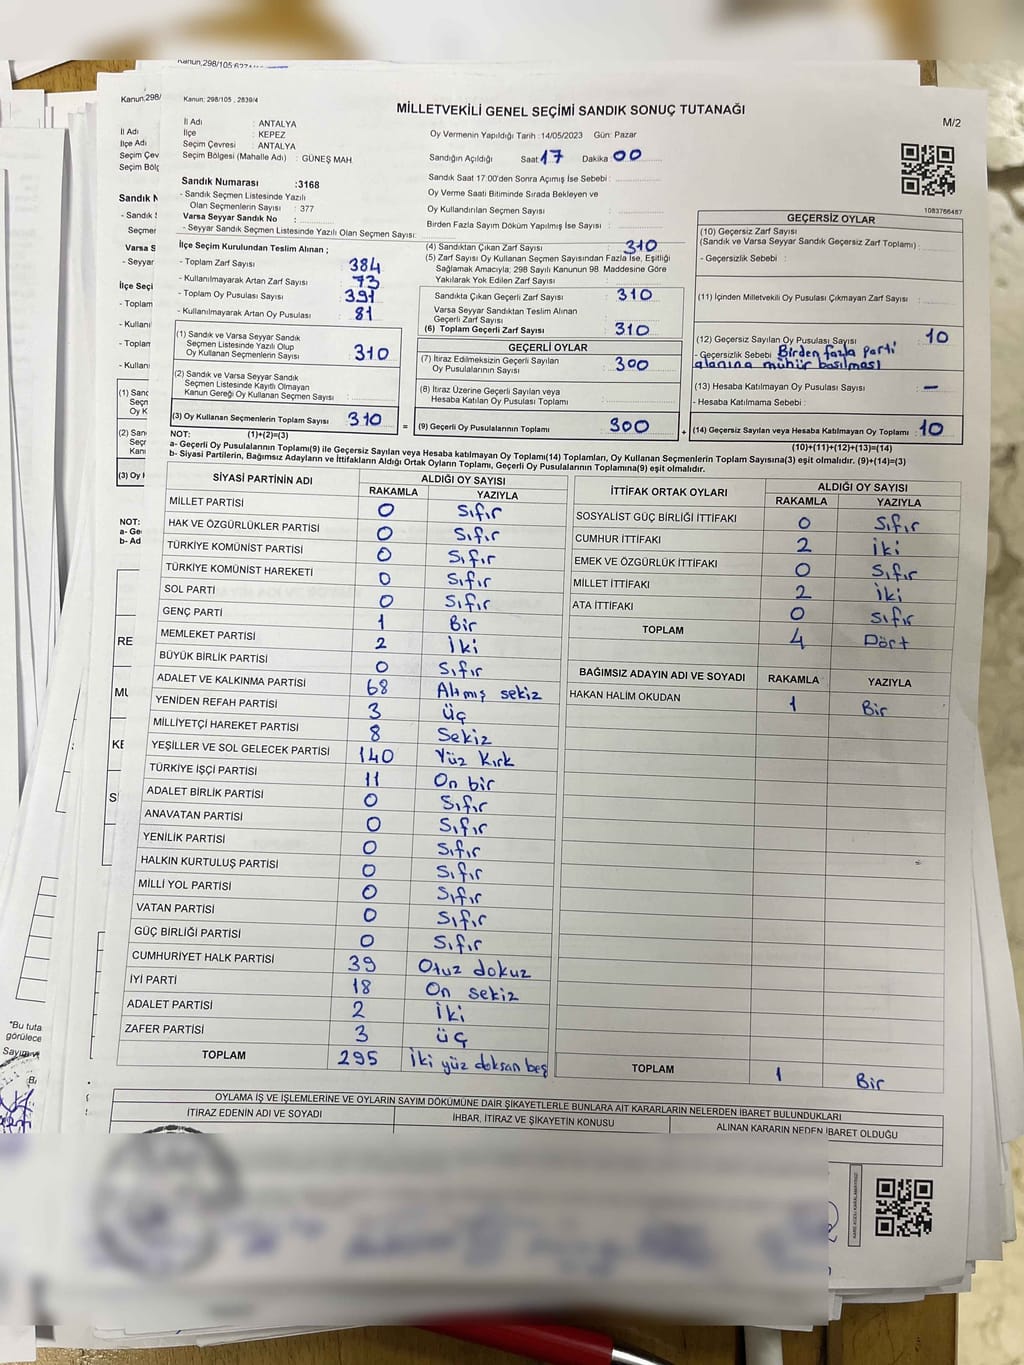 Kanun: 298/105 , 2839/4
MİLLETVEKİLİ GENEL SEÇİMİ SANDIK SONUÇ TUTANAĞI
M/2
İl Adı : ANTALYA
İlçe : KEPEZ
Seçim Çevresi : ANTALYA
Seçim Bölgesi (Mahalle Adı) : GÜNEŞ MAH
Oy Vermenin Yapıldığı Tarih : 14/05/2023 Gün: Pazar
Sandığın Açıldığı Saat 17 Dakika 00
Sandık Saat 17:00'den Sonra Açımış İse Sebebi :
Oy Verme Saati Bitiminde Sırada Bekleyen ve
Oy Kullandırılan Seçmen Sayısı :
Birden Fazla Sayım Döküm Yapılmış İse Sayısı :
1083766487
Sandık Numarası :3168
- Sandık Seçmen Listesinde Yazılı
Olan Seçmenlerin Sayısı : 377
Varsa Seyyar Sandık No :
- Seyyar Sandık Seçmen Listesinde Yazılı Olan Seçmen Sayısı:
İlçe Seçim Kurulundan Teslim Alınan ;
- Toplam Zarf Sayısı : 384
- Kullanılmayarak Artan Zarf Sayısı : 73
- Toplam Oy Pusulası Sayısı : 391
- Kullanılmayarak Artan Oy Pusulası : 81
(1) Sandık ve Varsa Seyyar Sandık
Seçmen Listesinde Yazılı Olup
Oy Kullanan Seçmenlerin Sayısı : 310
(2) Sandık ve Varsa Seyyar Sandık
Seçmen Listesinde Kayıtlı Olmayan
Kanun Gereği Oy Kullanan Seçmen Sayısı :
(3) Oy Kullanan Seçmenlerin Toplam Sayısı : 310
(4) Sandıktan Çıkan Zarf Sayısı : 310
(5) Zarf Sayısı Oy Kullanan Seçmen Sayısından Fazla İse, Eşitliği
Sağlamak Amacıyla; 298 Sayılı Kanunun 98. Maddesine Göre
Yakılarak Yok Edilen Zarf Sayısı :
Sandıkta Çıkan Geçerli Zarf Sayısı : 310
Varsa Seyyar Sandıktan Teslim Alınan
Geçerli Zarf Sayısı :
(6) Toplam Geçerli Zarf Sayısı : 310
GEÇERLİ OYLAR
(7) İtiraz Edilmeksizin Geçerli Sayılan
Oy Pusulalarının Sayısı : 300
(8) İtiraz Üzerine Geçerli Sayılan veya
Hesaba Katılan Oy Pusulası Toplamı :
= (9) Geçerli Oy Pusulalarının Toplamı : 300
GEÇERSİZ OYLAR
(10) Geçersiz Zarf Sayısı
(Sandık ve Varsa Seyyar Sandık Geçersiz Zarf Toplamı) :
- Geçersizlik Sebebi :
(11) İçinden Milletvekili Oy Pusulası Çıkmayan Zarf Sayısı :
(12) Geçersiz Sayılan Oy Pusulası Sayısı : 10
- Geçersizlik Sebebi : Birden fazla parti
alanına mühür basılması
(13) Hesaba Katılmayan Oy Pusulası Sayısı : -
- Hesaba Katılmama Sebebi :
+ (14) Geçersiz Sayılan veya Hesaba Katılmayan Oy Toplamı : 10
NOT: (1)+(2)=(3)
(10)+(11)+(12)+(13)=(14)
a- Geçerli Oy Pusulalarının Toplamı(9) ile Geçersiz Sayılan veya Hesaba katılmayan Oy Toplamı(14) Toplamları, Oy Kullanan Seçmenlerin Toplam Sayısına(3) eşit olmalıdır. (9)+(14)=(3)
b- Siyasi Partilerin, Bağımsız Adayların ve İttifakların Aldığı Ortak Oyların Toplamı, Geçerli Oy Pusulalarının Toplamına(9) eşit olmalıdır.
SİYASİ PARTİNİN ADI ALDIĞI OY SAYISI
RAKAMLA YAZIYLA
MİLLET PARTİSİ 0 Sıfır
HAK VE ÖZGÜRLÜKLER PARTİSİ 0 Sıfır
TÜRKİYE KOMÜNİST PARTİSİ 0 Sıfır
TÜRKİYE KOMÜNİST HAREKETİ 0 Sıfır
SOL PARTİ 0 Sıfır
GENÇ PARTİ 1 Bir
MEMLEKET PARTİSİ 2 İki
BÜYÜK BİRLİK PARTİSİ 0 Sıfır
ADALET VE KALKINMA PARTİSİ 68 Altmış sekiz
YENİDEN REFAH PARTİSİ 3 Üç
MİLLİYETÇİ HAREKET PARTİSİ 8 Sekiz
YEŞİLLER VE SOL GELECEK PARTİSİ 140 Yüz Kırk
TÜRKİYE İŞÇİ PARTİSİ 11 On bir
ADALET BİRLİK PARTİSİ 0 Sıfır
ANAVATAN PARTİSİ 0 Sıfır
YENİLİK PARTİSİ 0 Sıfır
HALKIN KURTULUŞ PARTİSİ 0 Sıfır
MİLLİ YOL PARTİSİ 0 Sıfır
VATAN PARTİSİ 0 Sıfır
GÜÇ BİRLİĞİ PARTİSİ 0 Sıfır
CUMHURİYET HALK PARTİSİ 39 Otuz dokuz
İYİ PARTİ 18 On sekiz
ADALET PARTİSİ 2 İki
ZAFER PARTİSİ 3 üç
TOPLAM 295 İki yüz doksan beş
İTTİFAK ORTAK OYLARI ALDIĞI OY SAYISI
RAKAMLA YAZIYLA
SOSYALİST GÜÇ BİRLİĞİ İTTİFAKI 0 Sıfır
CUMHUR İTTİFAKI 2 İki
EMEK VE ÖZGÜRLÜK İTTİFAKI 0 Sıfır
MİLLET İTTİFAKI 2 İki
ATA İTTİFAKI 0 Sıfır
TOPLAM 4 Dört
BAĞIMSIZ ADAYIN ADI VE SOYADI RAKAMLA YAZIYLA
HAKAN HALİM OKUDAN 1 Bir
TOPLAM 1 Bir
OYLAMA İŞ VE İŞLEMLERİNE VE OYLARIN SAYIM DÖKÜMÜNE DAİR ŞİKAYETLERLE BUNLARA AİT KARARLARIN NELERDEN İBARET BULUNDUKLARI
İTİRAZ EDENİN ADI VE SOYADI İHBAR, İTİRAZ VE ŞİKAYETİN KONUSU ALINAN KARARIN NEDEN İBARET OLDUĞU